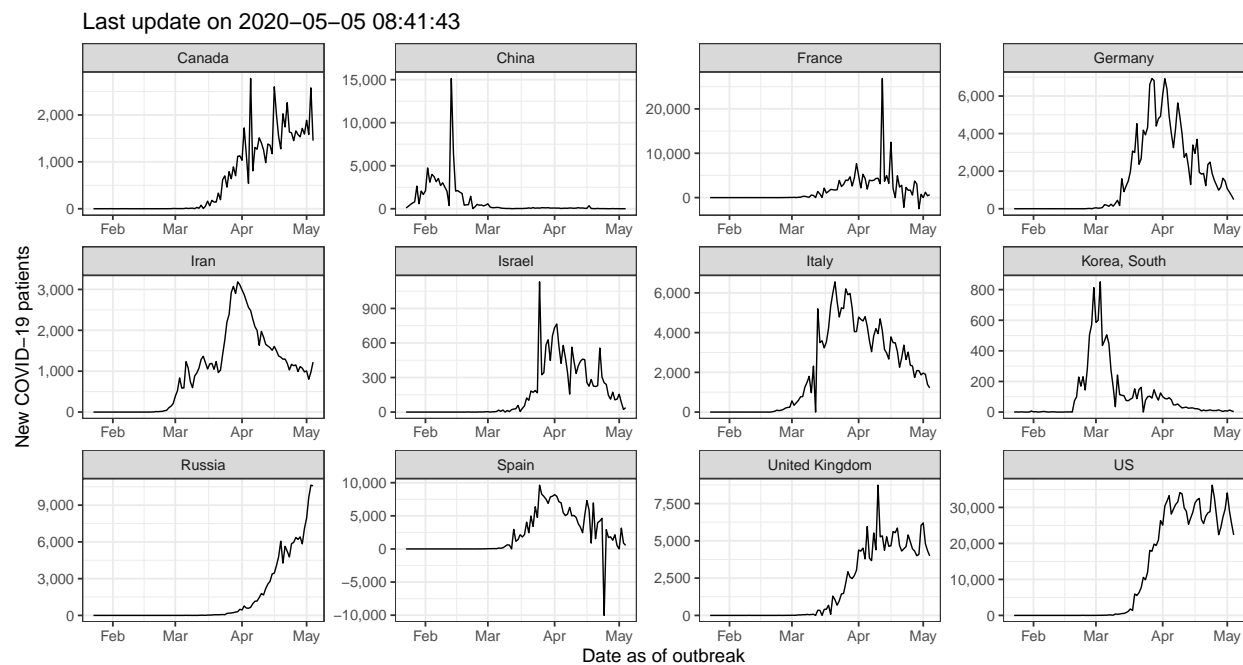 Last update on 2020−05−05 08:41:43
Canada
China
France
Germany
0
1,000
2,000
0
5,000
10,000
15,000
0
10,000
20,000
0
2,000
4,000
6,000
Feb Mar Apr May
Feb Mar Apr May
Feb Mar Apr May
Feb Mar Apr May
Iran
Israel
Italy
Korea, South
0
1,000
2,000
3,000
0
300
600
900
0
2,000
4,000
6,000
0
200
400
600
800
Feb Mar Apr May
Feb Mar Apr May
Feb Mar Apr May
Feb Mar Apr May
Russia
Spain
United Kingdom
US
0
3,000
6,000
9,000
−10,000
−5,000
0
5,000
10,000
0
2,500
5,000
7,500
0
10,000
20,000
30,000
Feb Mar Apr May
Feb Mar Apr May
Feb Mar Apr May
Feb Mar Apr May
Date as of outbreak
New COVID−19 patients